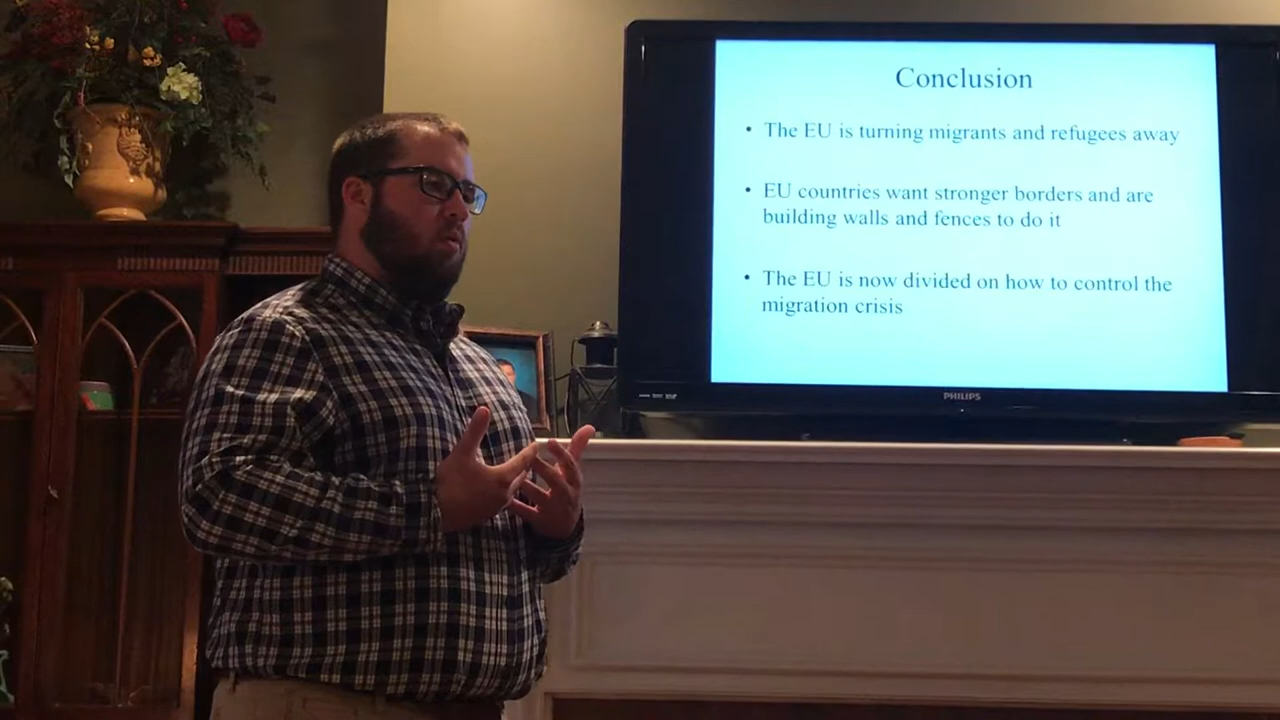 Conclusion
• The EU is turning migrants and refugees away
• EU countries want stronger borders and are
building walls and fences to do it
• The EU is now divided on how to control the
migration crisis
PHILIPS